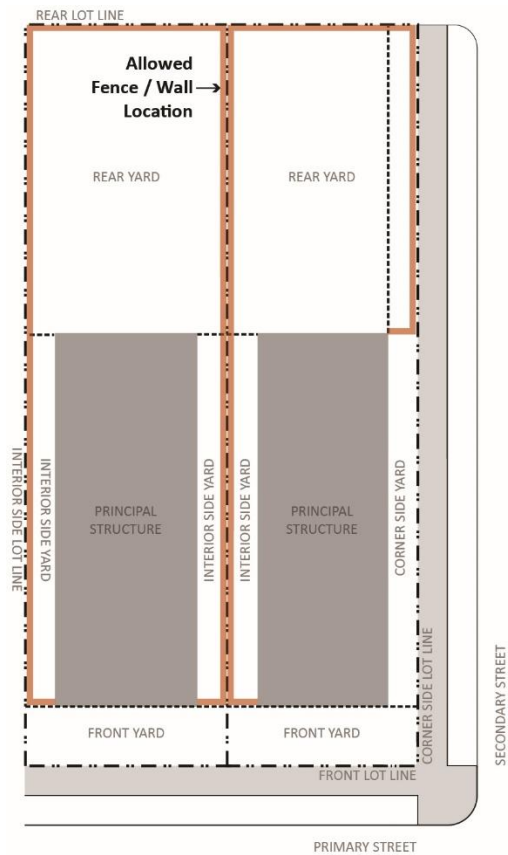 REAR LOT LINE
Allowed
Fence / Wall
Location
REAR YARD
REAR YARD
INTERIOR SIDE LOT LINE
INTERIOR SIDE YARD
PRINCIPAL
STRUCTURE
INTERIOR SIDE YARD
INTERIOR SIDE YARD
PRINCIPAL
STRUCTURE
CORNER SIDE YARD
CORNER SIDE LOT LINE
SECONDARY STREET
FRONT YARD
FRONT YARD
FRONT LOT LINE
PRIMARY STREET